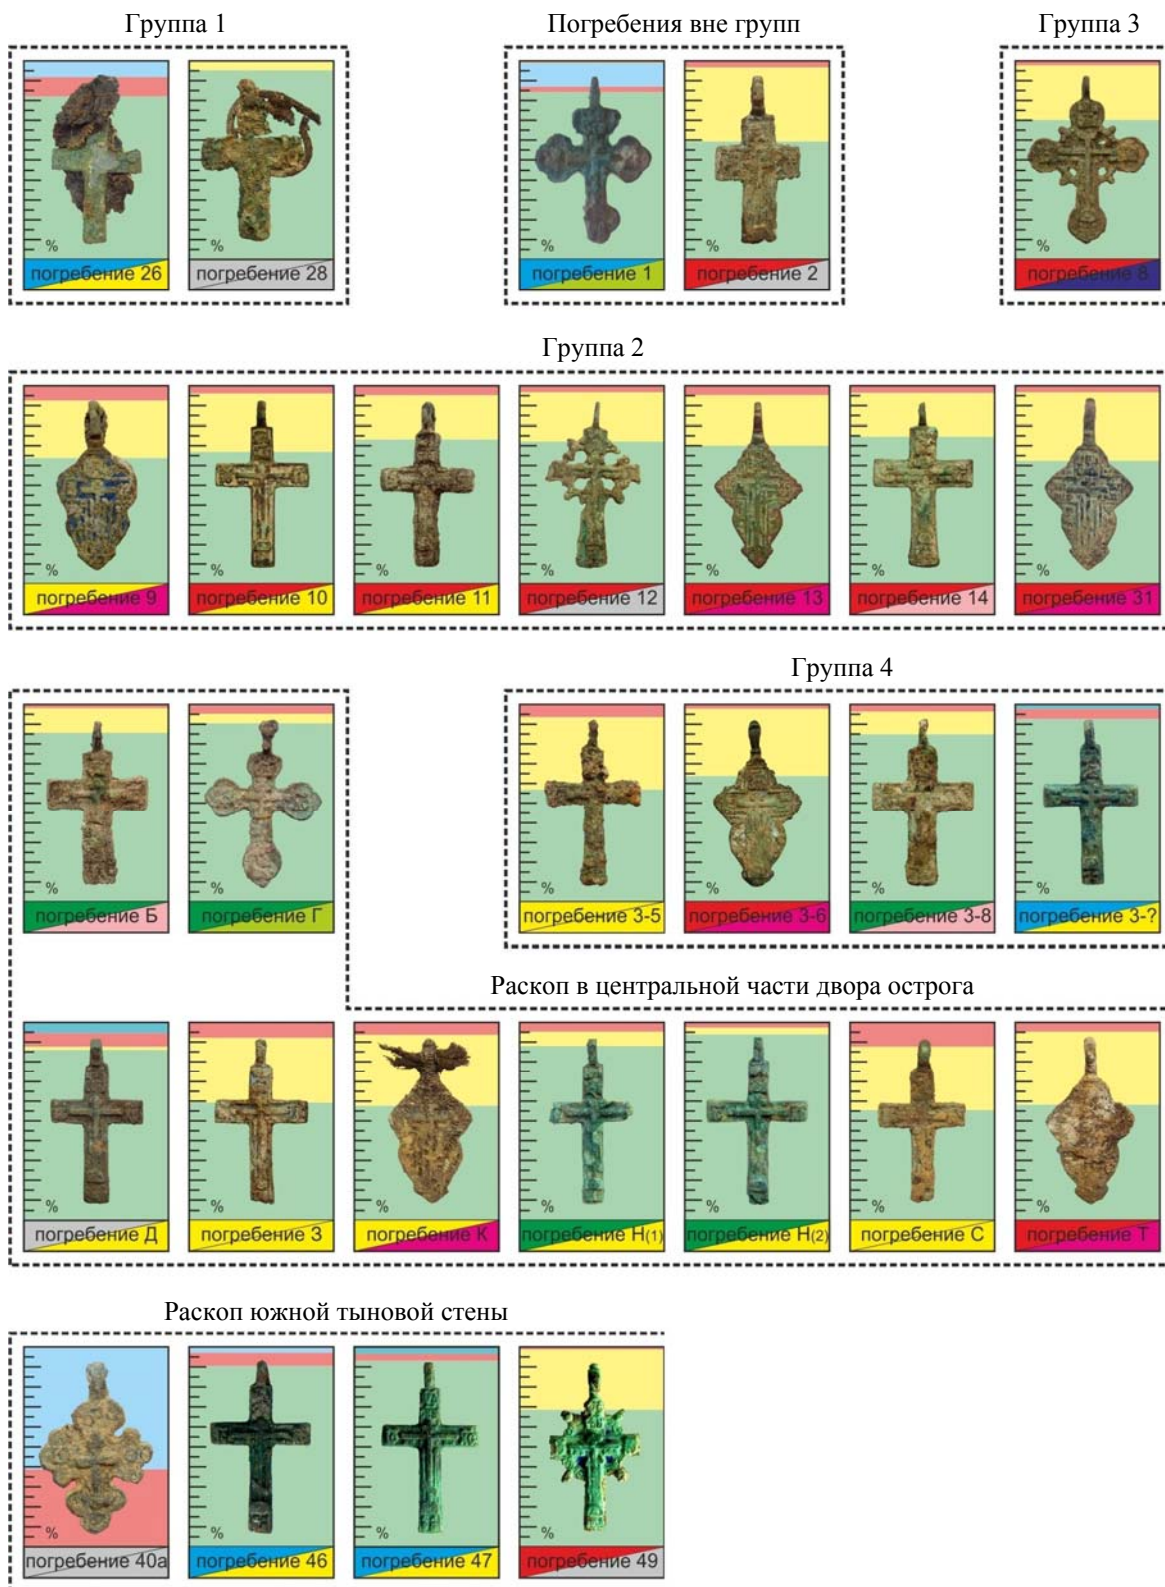 Группа 1
Погребения вне групп
Группа 3
%
%
%
%
%
погребение 26
погребение 28
погребение 1
погребение 2
погребение 8
Группа 2
%
%
%
%
%
%
%
погребение 9
погребение 10
погребение 11
погребение 12
погребение 13
погребение 14
погребение 31
Группа 4
%
%
%
%
%
%
погребение Б
погребение Г
погребение 3-5
погребение 3-6
погребение 3-8
погребение 3-?
Раскоп в центральной части двора острога
%
%
%
%
%
%
%
погребение Д
погребение З
погребение К
погребение Н(1)
погребение Н(2)
погребение С
погребение Т
Раскоп южной тыновой стены
%
%
%
%
погребение 40а
погребение 46
погребение 47
погребение 49